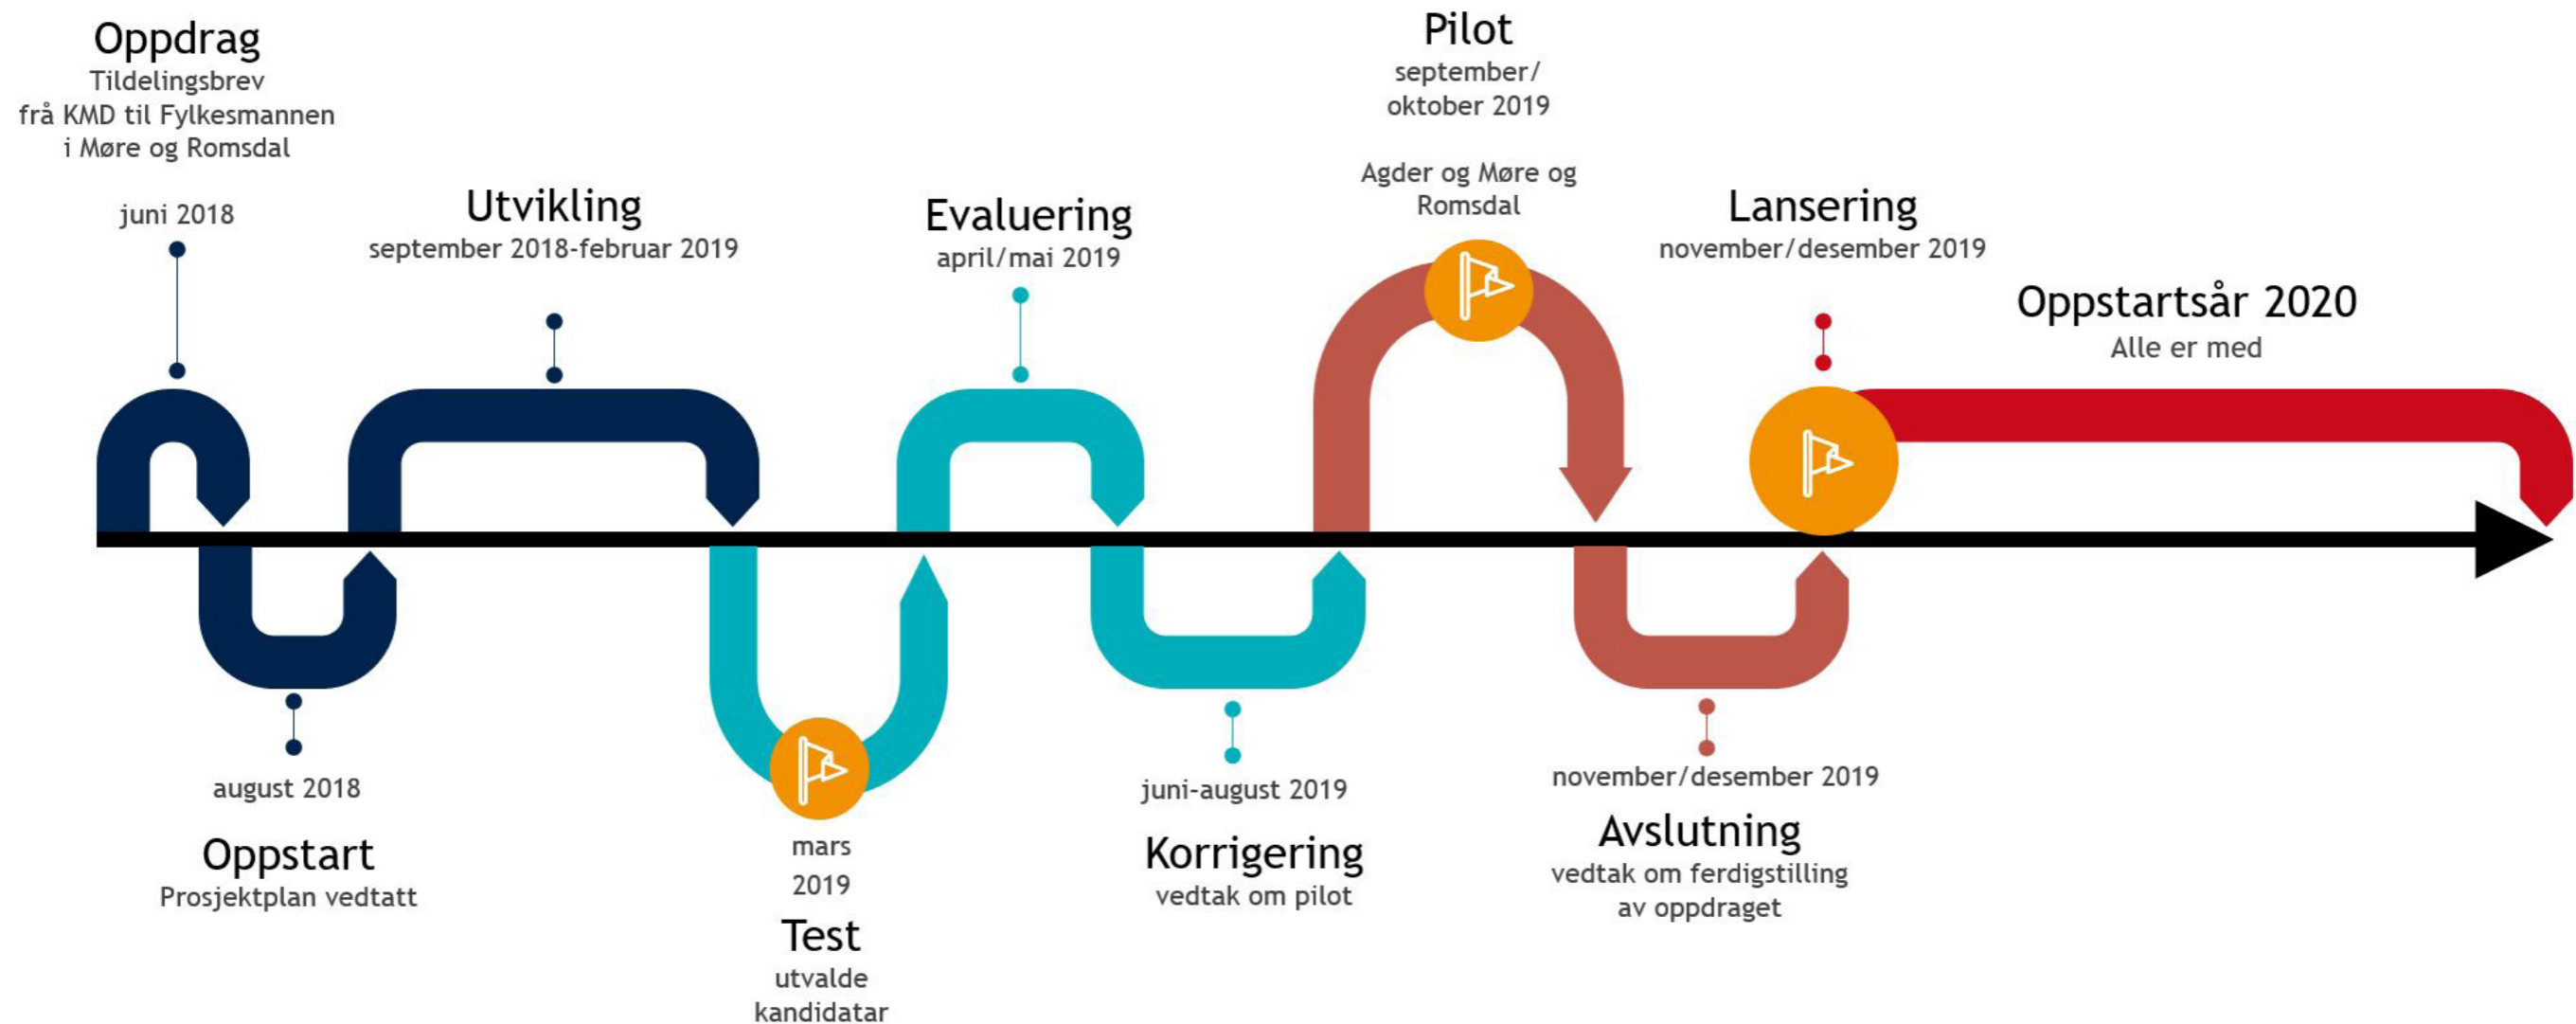 Oppdrag
Tildelingsbrev
frå KMD til Fylkesmannen
i Møre og Romsdal
juni 2018
august 2018
Oppstart
Prosjektplan vedtatt
Utvikling
september 2018-februar 2019
mars
2019
Test
utvalde
kandidatar
Evaluering
april/mai 2019
juni-august 2019
Korrigering
vedtak om pilot
Pilot
september/
oktober 2019
Agder og Møre og
Romsdal
november/desember 2019
Avslutning
vedtak om ferdigstilling
av oppdraget
Lansering
november/desember 2019
Oppstartsår 2020
Alle er med